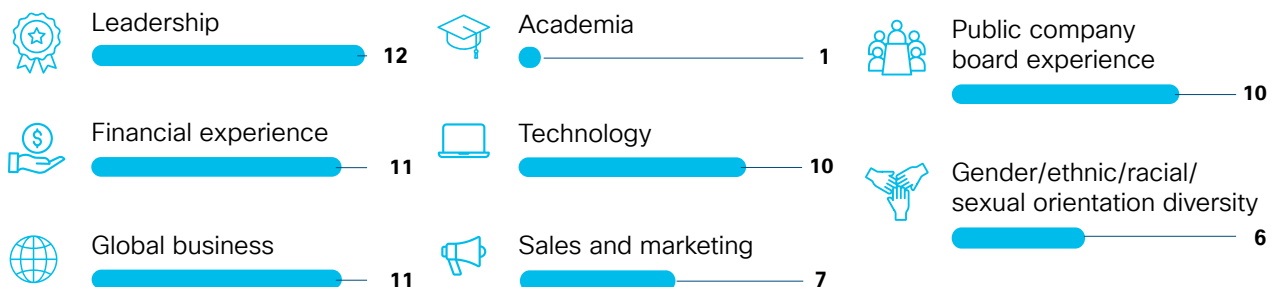 Leadership
12
Financial experience
11
Global business
11
Academia
1
Technology
10
Sales and marketing
7
Public company
board experience
10
Gender/ethnic/racial/
sexual orientation diversity
6